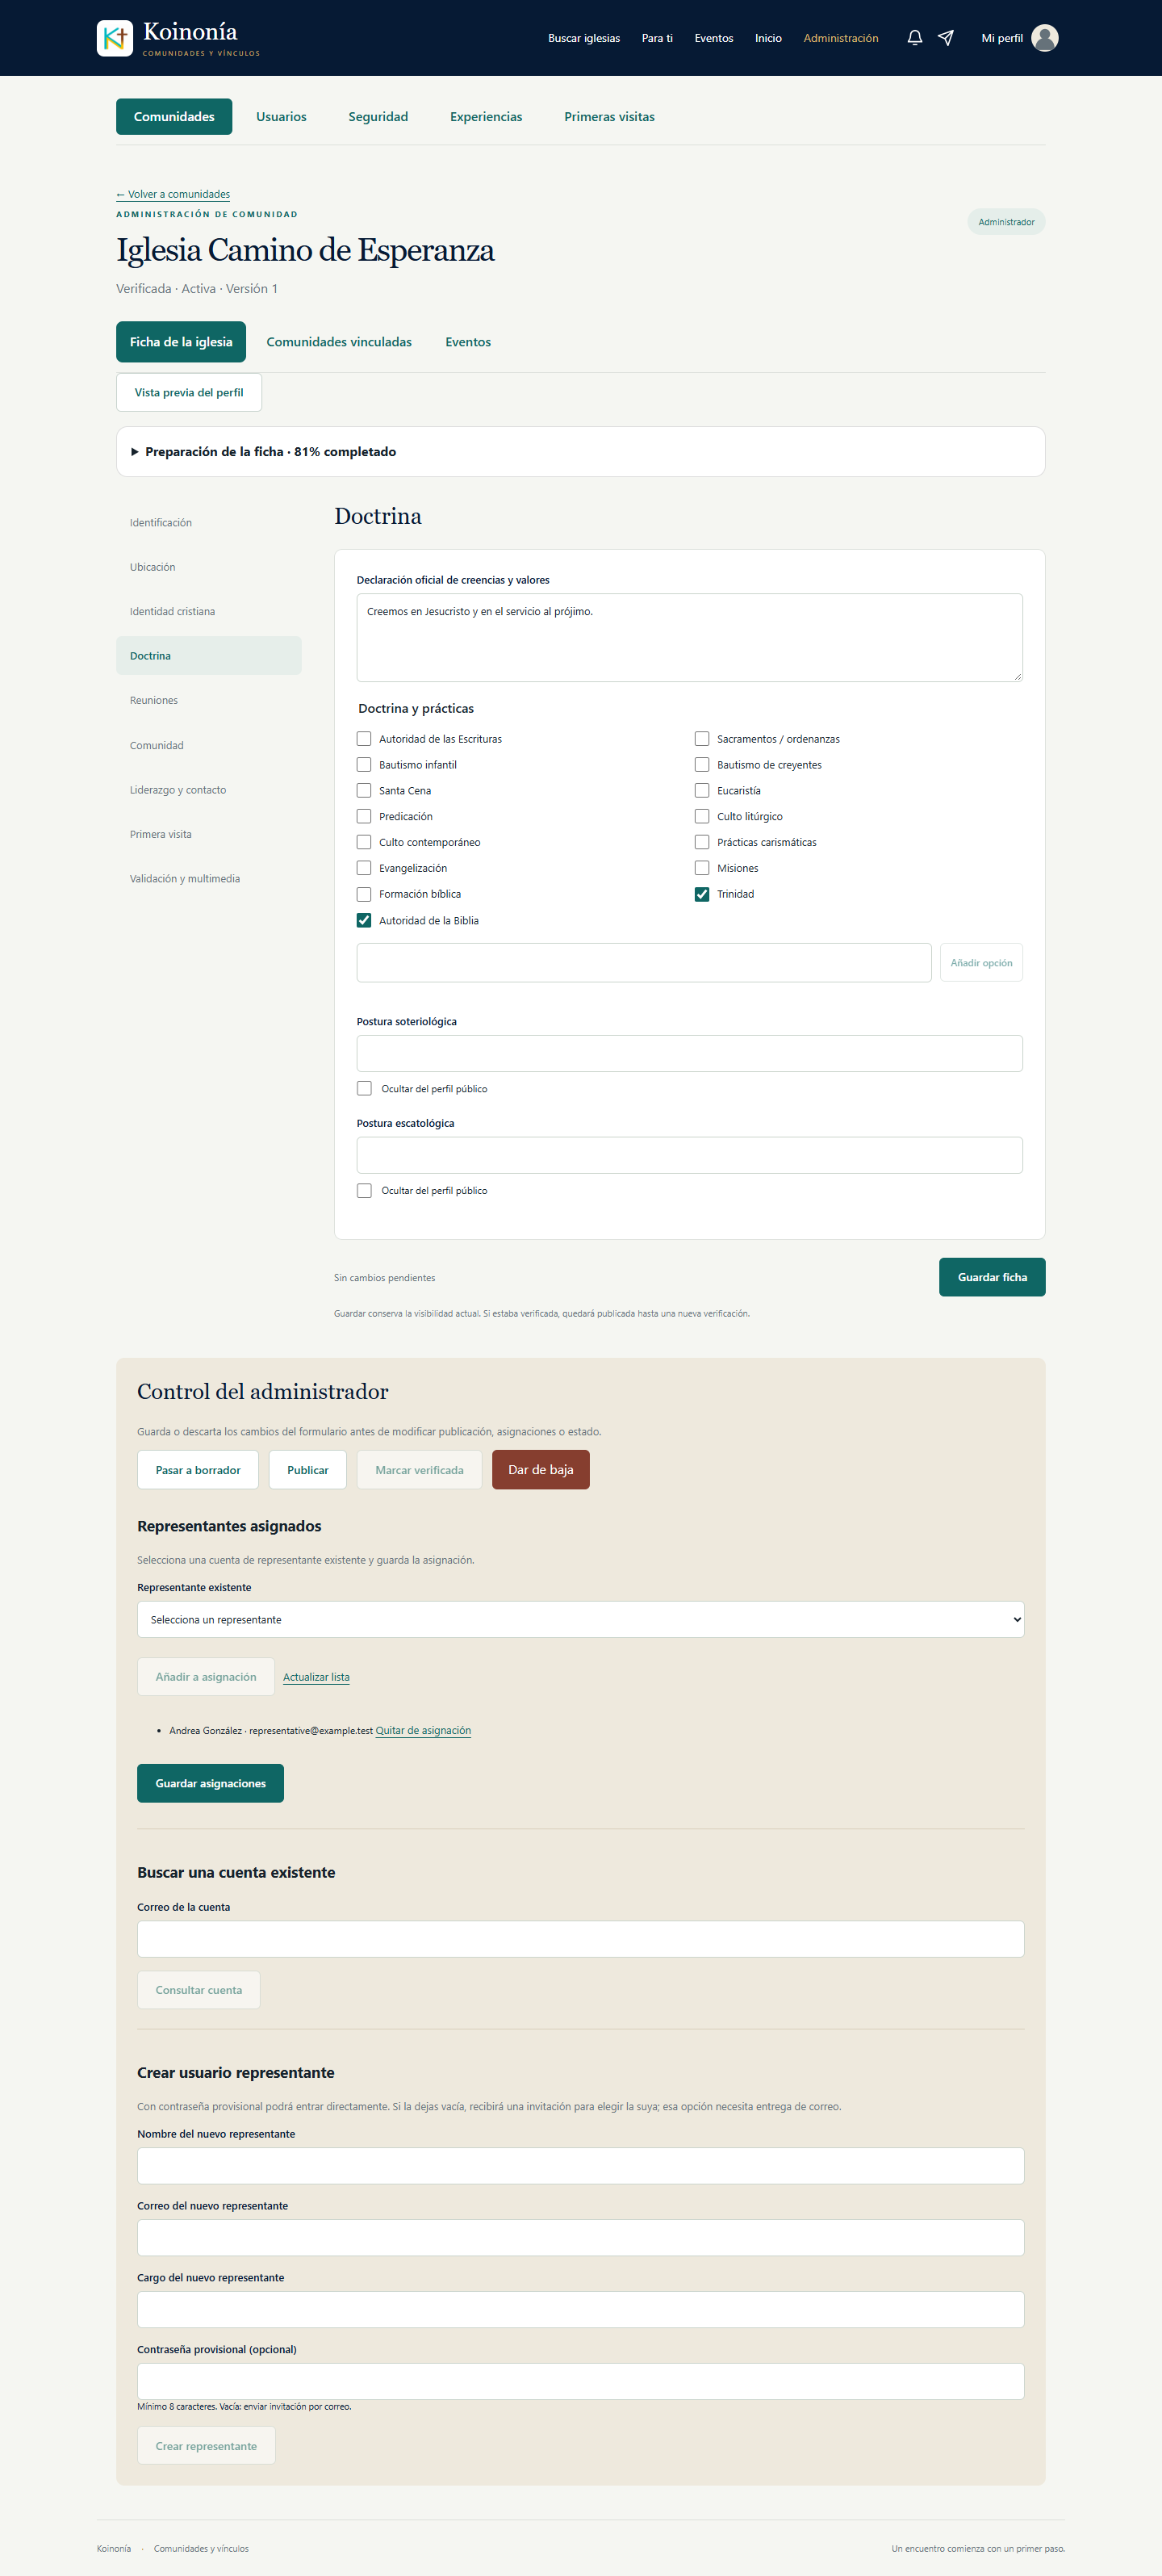 Koinonía
COMUNIDADES Y VÍNCULOS
Buscar iglesias
Para ti
Eventos
Inicio
Administración
Mi perfil
Comunidades
Usuarios
Seguridad
Experiencias
Primeras visitas
← Volver a comunidades
ADMINISTRACIÓN DE COMUNIDAD
Administrador
Iglesia Camino de Esperanza
Verificada · Activa · Versión 1
Ficha de la iglesia
Comunidades vinculadas
Eventos
Vista previa del perfil
Preparación de la ficha · 81% completado
Identificación
Ubicación
Identidad cristiana
Doctrina
Reuniones
Comunidad
Liderazgo y contacto
Primera visita
Validación y multimedia
Doctrina
Declaración oficial de creencias y valores
Creemos en Jesucristo y en el servicio al prójimo.
Doctrina y prácticas
Autoridad de las Escrituras
Sacramentos / ordenanzas
Bautismo infantil
Bautismo de creyentes
Santa Cena
Eucaristía
Predicación
Culto litúrgico
Culto contemporáneo
Prácticas carismáticas
Evangelización
Misiones
Formación bíblica
Trinidad
Autoridad de la Biblia
Añadir opción
Postura soteriológica
Ocultar del perfil público
Postura escatológica
Ocultar del perfil público
Sin cambios pendientes
Guardar ficha
Guardar conserva la visibilidad actual. Si estaba verificada, quedará publicada hasta una nueva verificación.
Control del administrador
Guarda o descarta los cambios del formulario antes de modificar publicación, asignaciones o estado.
Pasar a borrador
Publicar
Marcar verificada
Dar de baja
Representantes asignados
Selecciona una cuenta de representante existente y guarda la asignación.
Representante existente
Selecciona un representante
Añadir a asignación
Actualizar lista
• Andrea González · representative@example.test Quitar de asignación
Guardar asignaciones
Buscar una cuenta existente
Correo de la cuenta
Consultar cuenta
Crear usuario representante
Con contraseña provisional podrá entrar directamente. Si la dejas vacía, recibirá una invitación para elegir la suya; esa opción necesita entrega de correo.
Nombre del nuevo representante
Correo del nuevo representante
Cargo del nuevo representante
Contraseña provisional (opcional)
Mínimo 8 caracteres. Vacía: enviar invitación por correo.
Crear representante
Koinonía · Comunidades y vínculos
Un encuentro comienza con un primer paso.